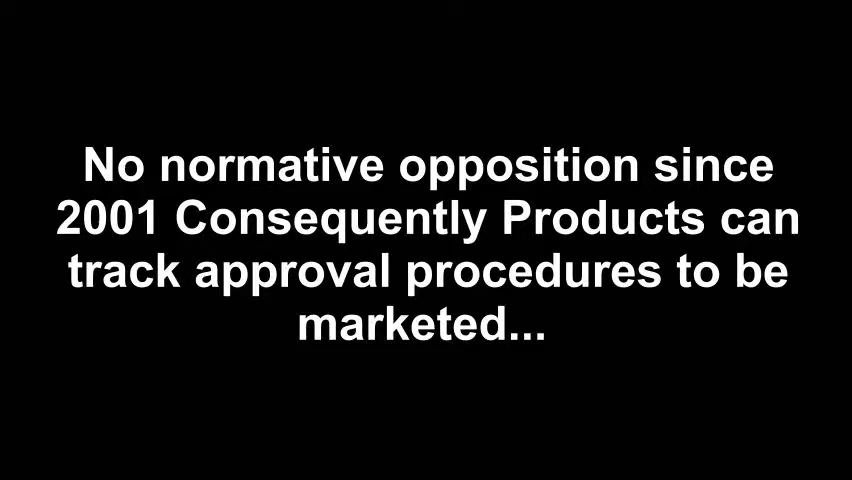 No normative opposition since
2001 Consequently Products can
track approval procedures to be
marketed...